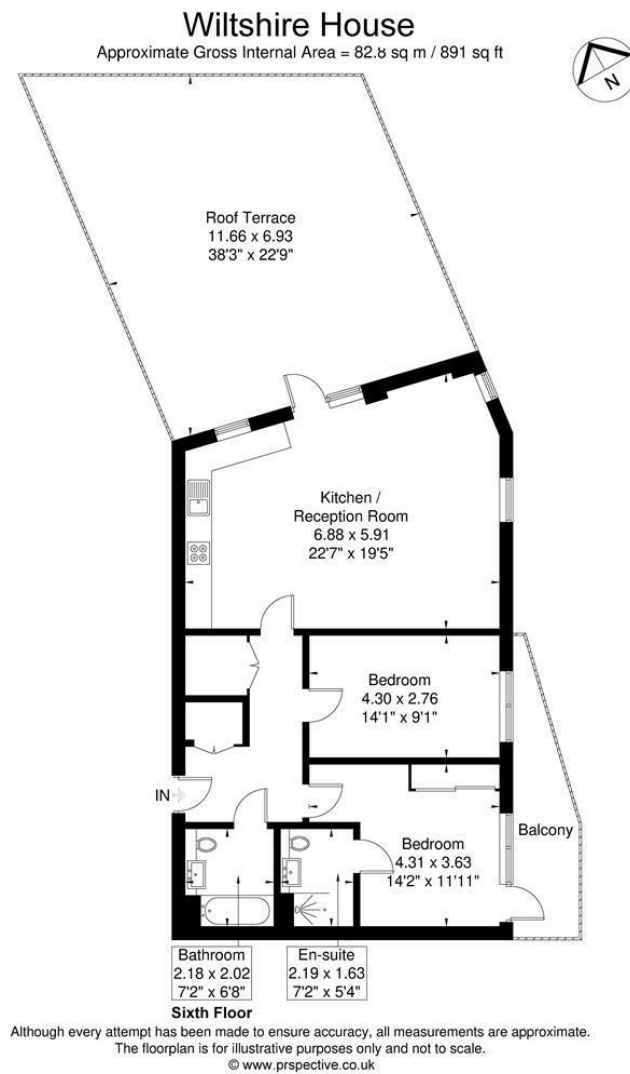 Wiltshire House
Approximate Gross Internal Area = 82.8 sq m / 891 sq ft
N
Roof Terrace
11.66 x 6.93
38'3" x 22'9"
Kitchen /
Reception Room
6.88 x 5.91
22'7" x 19'5"
Bedroom
4.30 x 2.76
14'1" x 9'1"
IN
Bedroom
4.31 x 3.63
14'2" x 11'11"
Balcony
Bathroom
2.18 x 2.02
7'2" x 6'8"
En-suite
2.19 x 1.63
7'2" x 5'4"
Sixth Floor
Although every attempt has been made to ensure accuracy, all measurements are approximate.
The floorplan is for illustrative purposes only and not to scale.
© www.prspective.co.uk